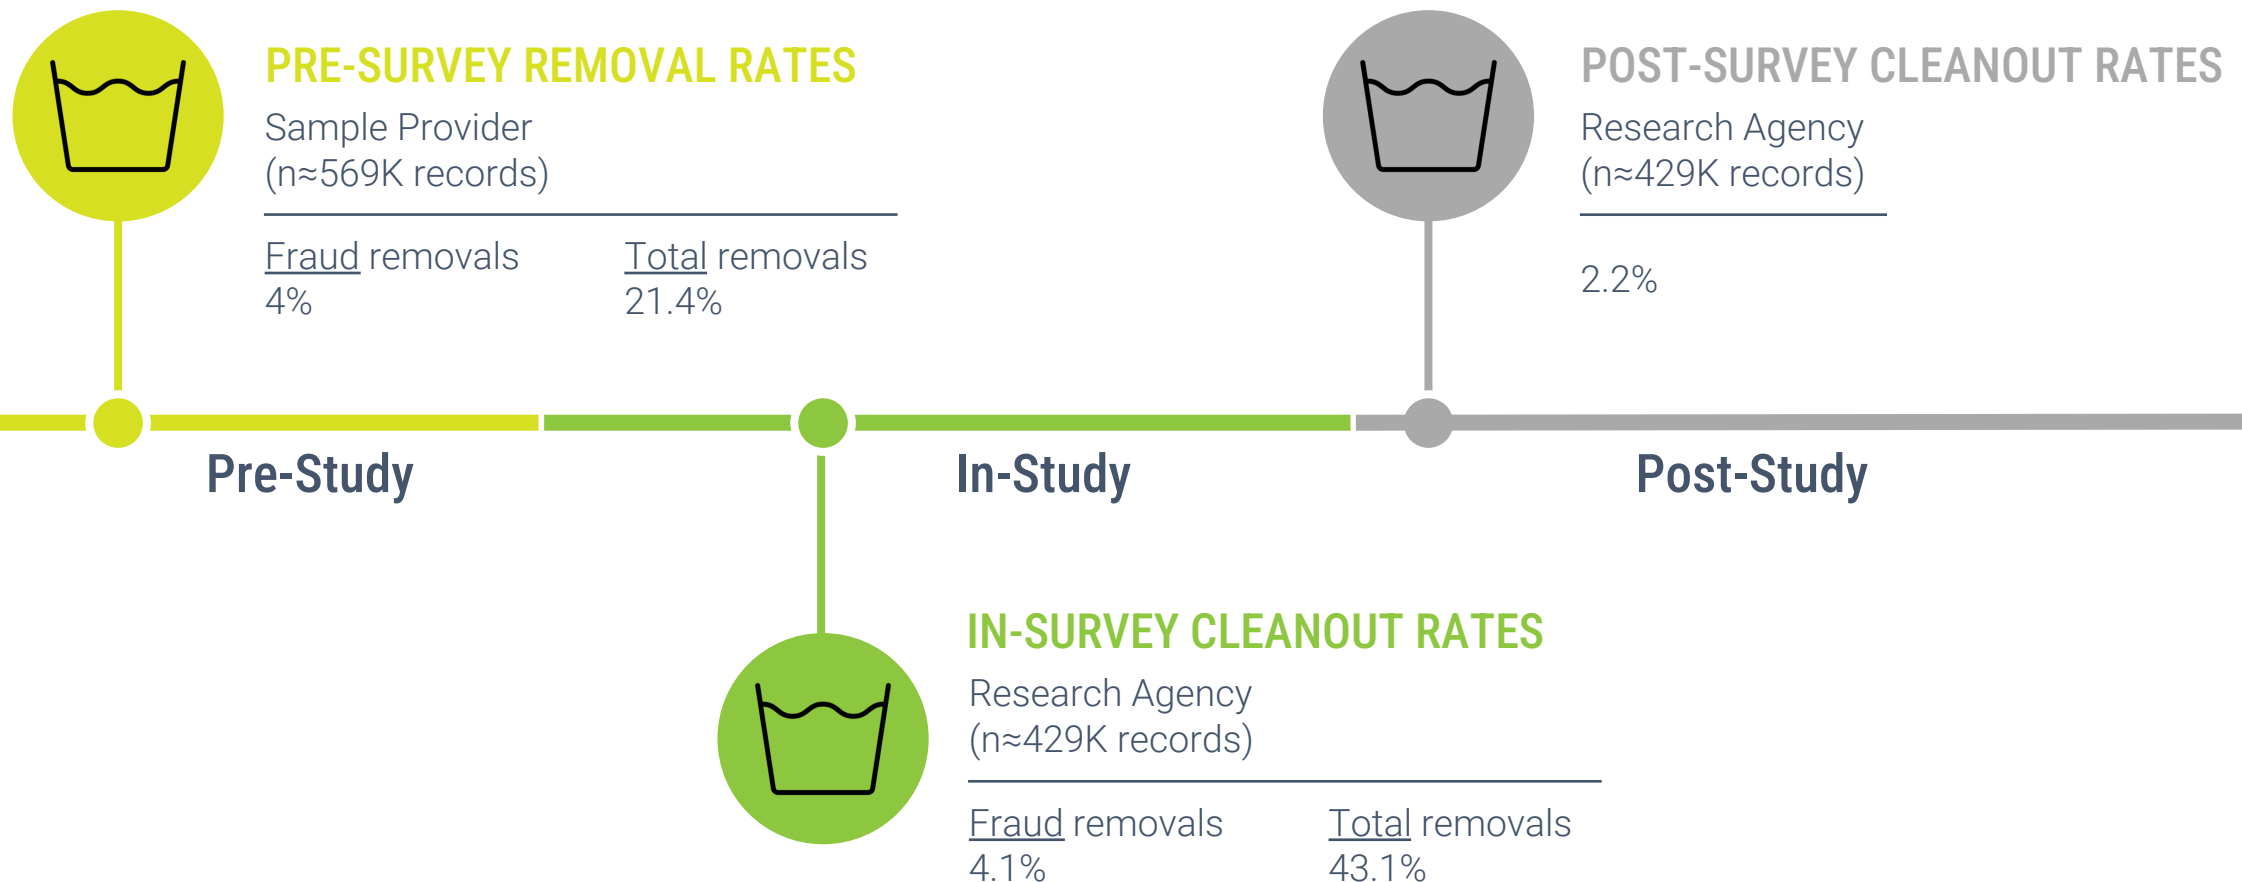 PRE-SURVEY REMOVAL RATES
Sample Provider
(n≈569K records)
Fraud removals
4%
Total removals
21.4%
POST-SURVEY CLEANOUT RATES
Research Agency
(n≈429K records)
2.2%
Pre-Study
In-Study
Post-Study
IN-SURVEY CLEANOUT RATES
Research Agency
(n≈429K records)
Fraud removals
4.1%
Total removals
43.1%